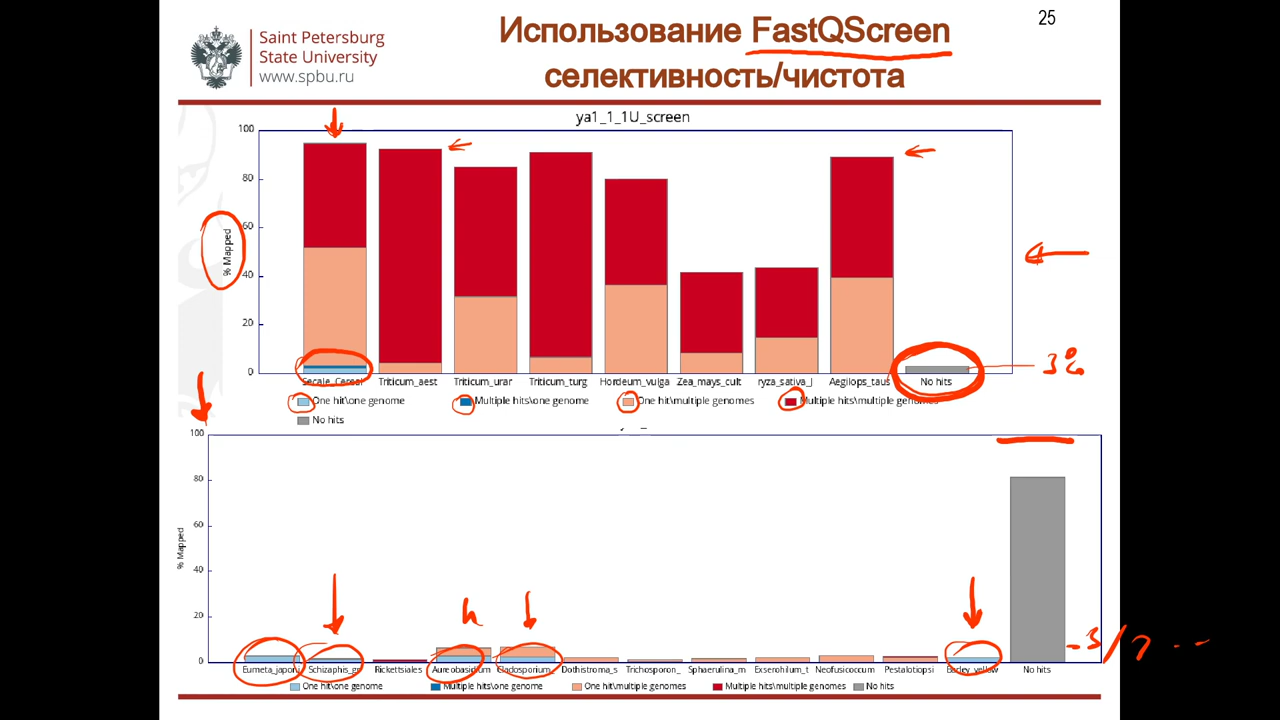 25
Saint Petersburg
State University
www.spbu.ru
Использование FastQScreen
селективность/чистота
ya1_1_1U_screen
100
80
60
40
20
0
% Mapped
Secale_Cereal Triticum_aest Triticum_urar Triticum_turg Hordeum_vulga Zea_mays_cult ryza_sativa_J Aegilops_taus No hits
3%
One hit\one genome Multiple hits\one genome One hit\multiple genomes Multiple hits\multiple genomes
No hits
100
80
60
40
20
0
% Mapped
h
Eumeta_japon Schizaphis_gr Rickettsiales Aureobasidium Cladosporium_ Dothistroma_s Trichosporon_ Sphaerulina_m Exserohilum_t Neofusicoccum Pestalotiopsi Barley_yellow No hits
One hit\one genome Multiple hits\one genome One hit\multiple genomes Multiple hits\multiple genomes No hits